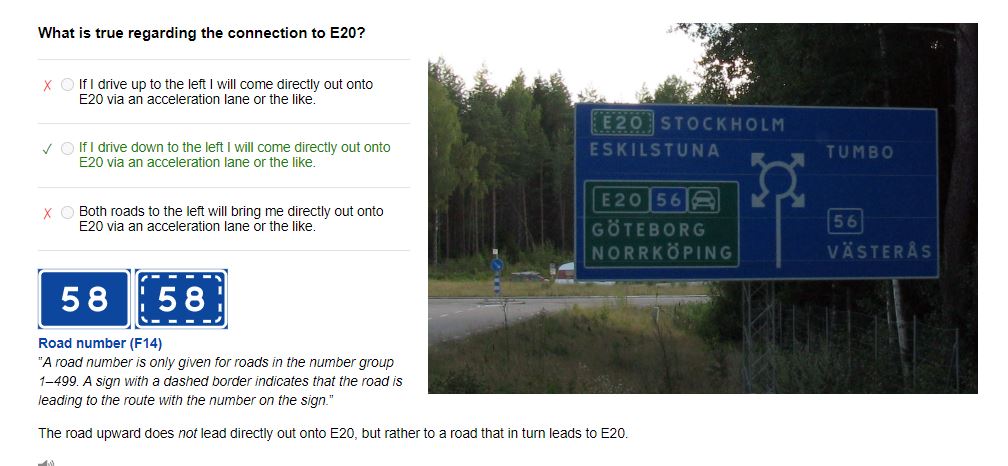 What is true regarding the connection to E20?
If I drive up to the left I will come directly out onto
E20 via an acceleration lane or the like.
If I drive down to the left I will come directly out onto
E20 via an acceleration lane or the like.
Both roads to the left will bring me directly out onto
E20 via an acceleration lane or the like.
58 58
Road number (F14)
"A road number is only given for roads in the number group
1–499. A sign with a dashed border indicates that the road is
leading to the route with the number on the sign."
E20 STOCKHOLM
ESKILSTUNA
TUMBO
E20 56
GÖTEBORG
NORRKÖPING
56
VÄSTERÅS
The road upward does not lead directly out onto E20, but rather to a road that in turn leads to E20.